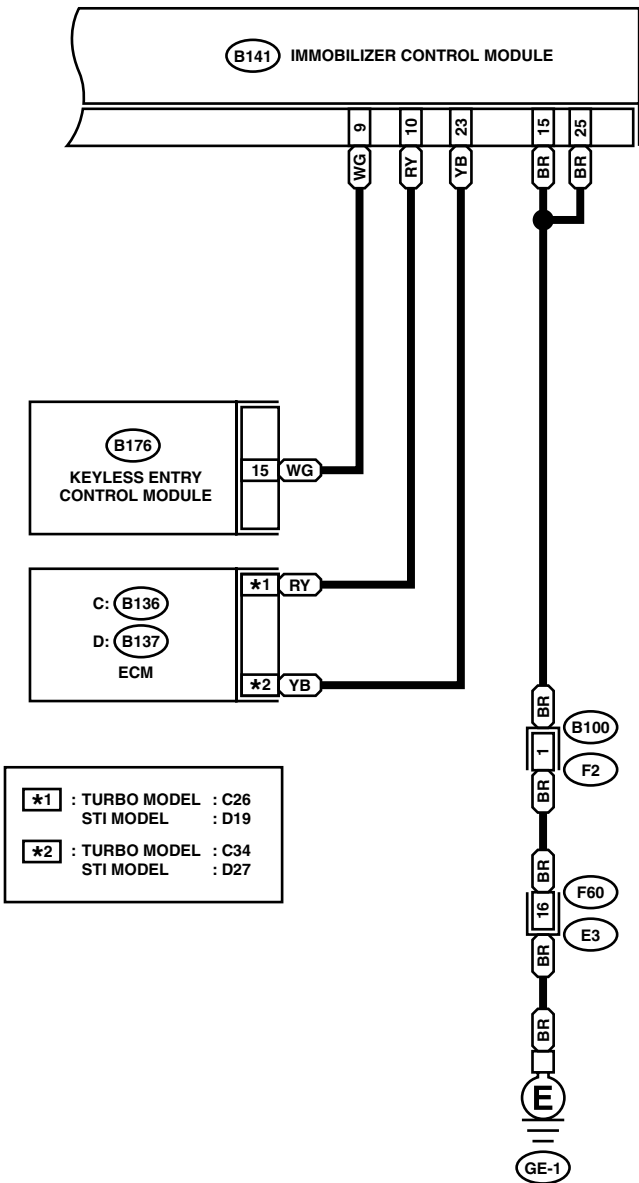 B141 IMMOBILIZER CONTROL MODULE
9 10 23 15 25
WG RY YB BR BR
B176
KEYLESS ENTRY
CONTROL MODULE
15 WG
C: B136
D: B137
ECM
*1 RY
*2 YB
BR
B100
1
F2
BR
*1 : TURBO MODEL : C26
STI MODEL : D19
*2 : TURBO MODEL : C34
STI MODEL : D27
BR
F60
16
E3
BR
BR
E
GE-1